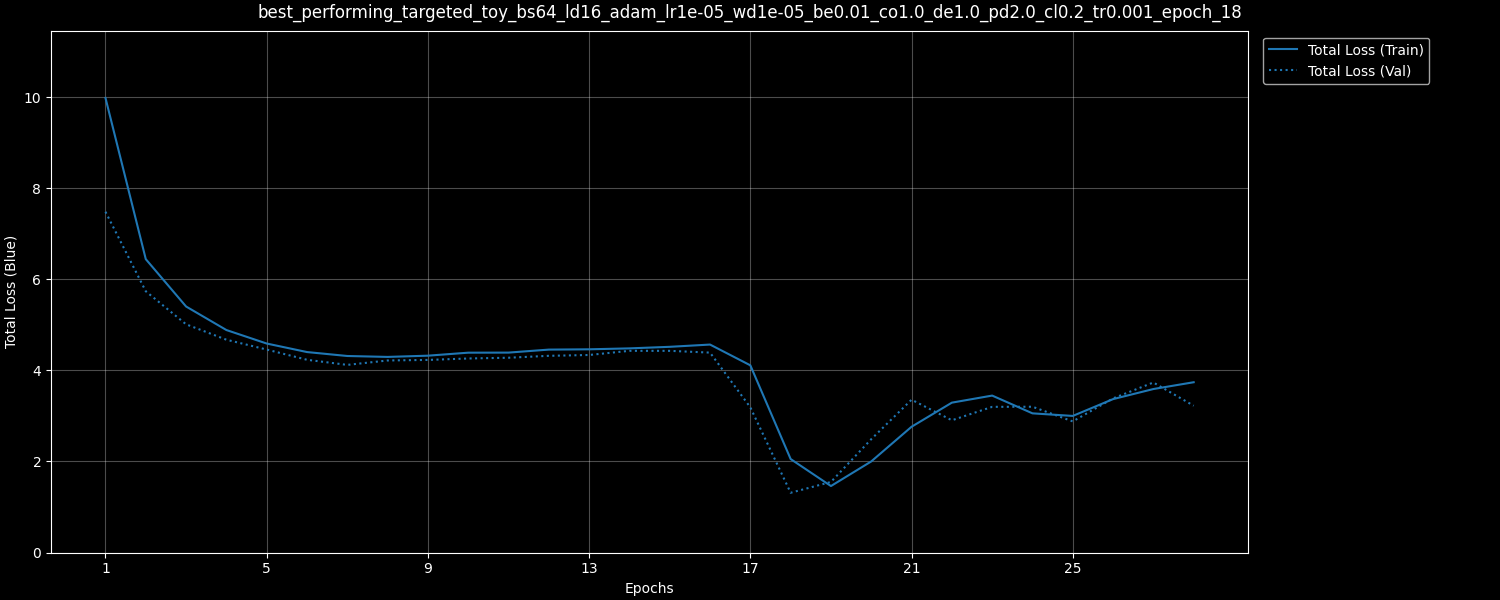 best_performing_targeted_toy_bs64_ld16_adam_lr1e-05_wd1e-05_be0.01_co1.0_de1.0_pd2.0_cl0.2_tr0.001_epoch_18
Total Loss (Train)
Total Loss (Val)
Total Loss (Blue)
10
8
6
4
2
0
1 5 9 13 17 21 25
Epochs